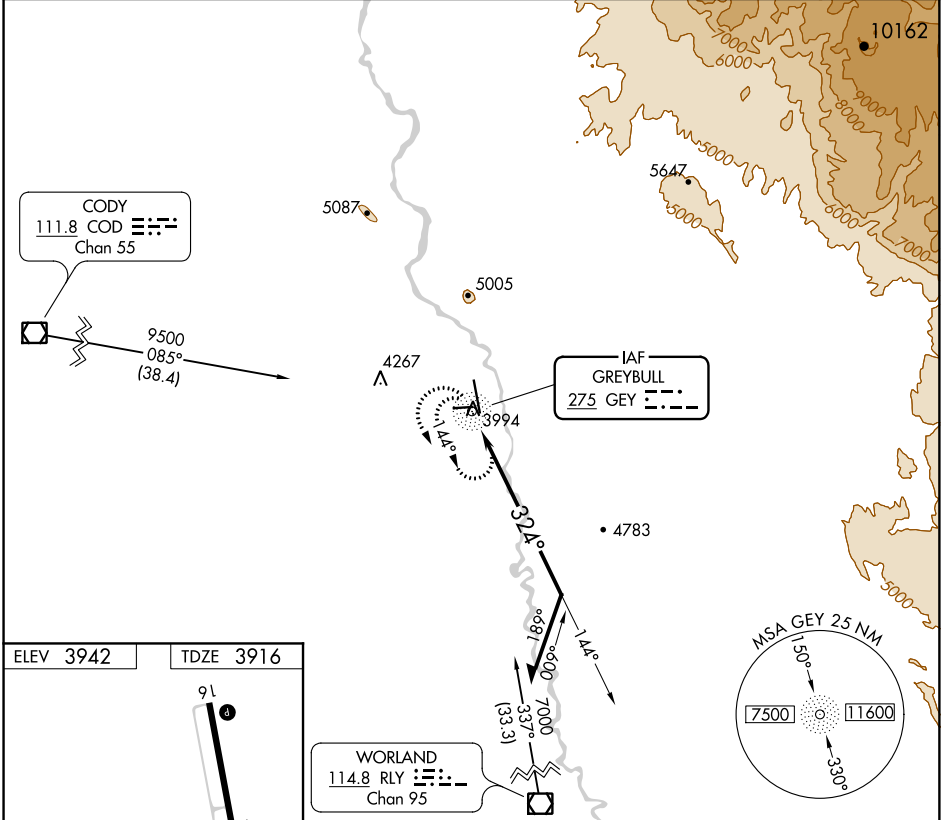 10162
7000
6000
9000
8000
5000
5647
5000
6000
7000
CODY
111.8 COD
Chan 55
5087
5005
9500
085°
(38.4)
4267
IAF
GREYBULL
275 GEY
3994
144°
324°
4783
5000
189°
009°
144°
MSA GEY 25 NM
150°
7500
11600
330°
ELEV 3942
TDZE 3916
16
P
7000
337°
(33.3)
WORLAND
114.8 RLY
Chan 95